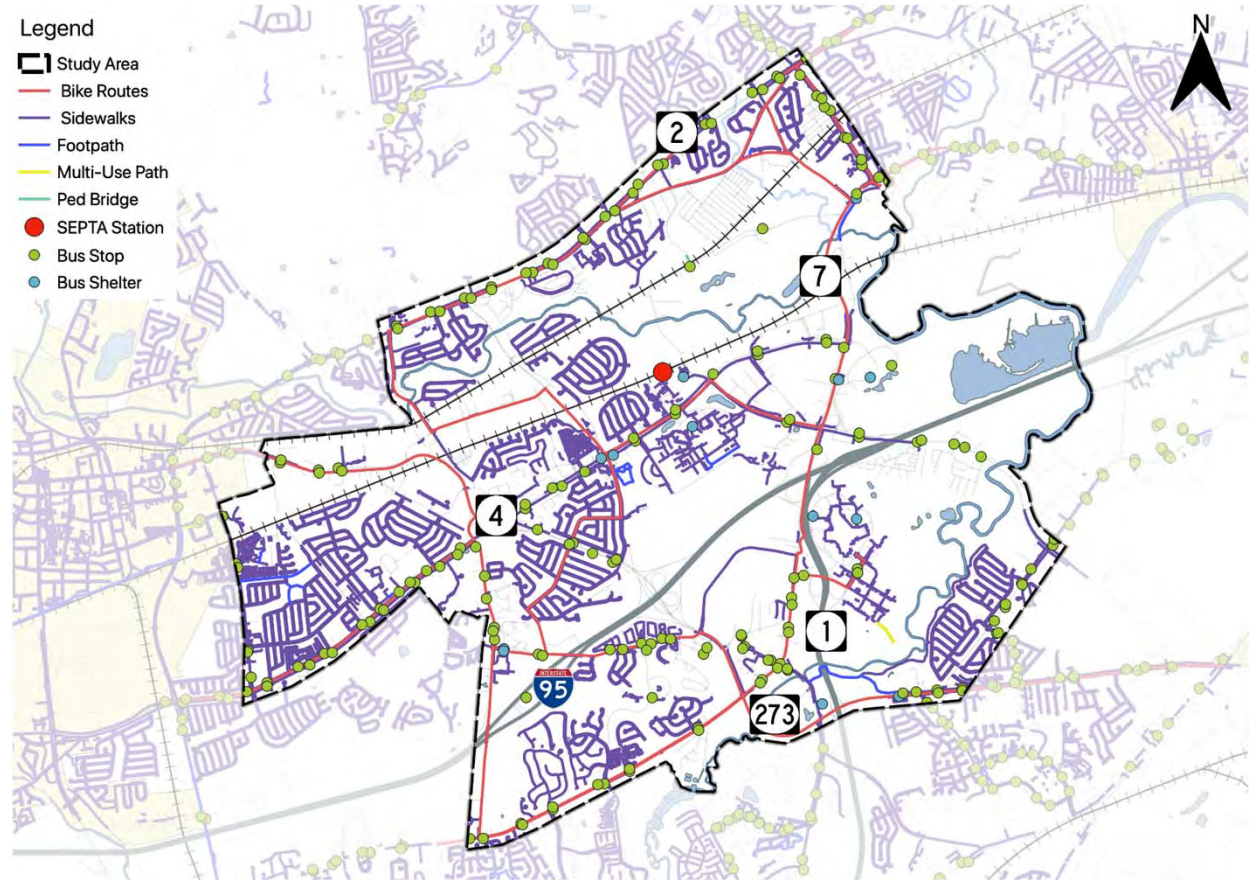 Legend
Study Area
Bike Routes
Sidewalks
Footpath
Multi-Use Path
Ped Bridge
SEPTA Station
Bus Stop
Bus Shelter
N
2
7
4
1
INTERSTATE
95
273